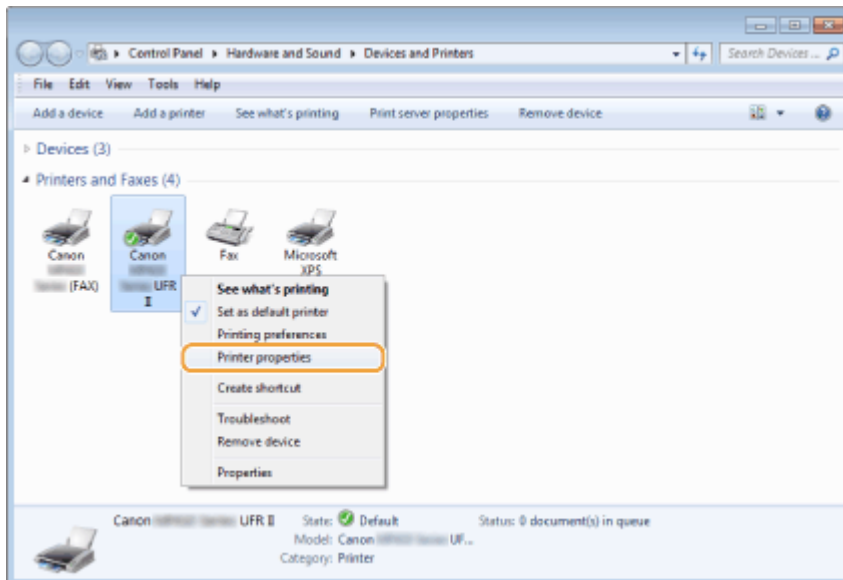 Control Panel ▸ Hardware and Sound ▸ Devices and Printers
Search Devices ...
File Edit View Tools Help
Add a device Add a printer See what's printing Print server properties Remove device
Devices (3)
Printers and Faxes (4)
Canon
(FAX)
Canon
UFR
II
Fax
Microsoft
XPS
See what's printing
Set as default printer
Printing preferences
Printer properties
Create shortcut
Troubleshoot
Remove device
Properties
Canon UFR II State: Default Status: 0 document(s) in queue
Model: Canon UF...
Category: Printer